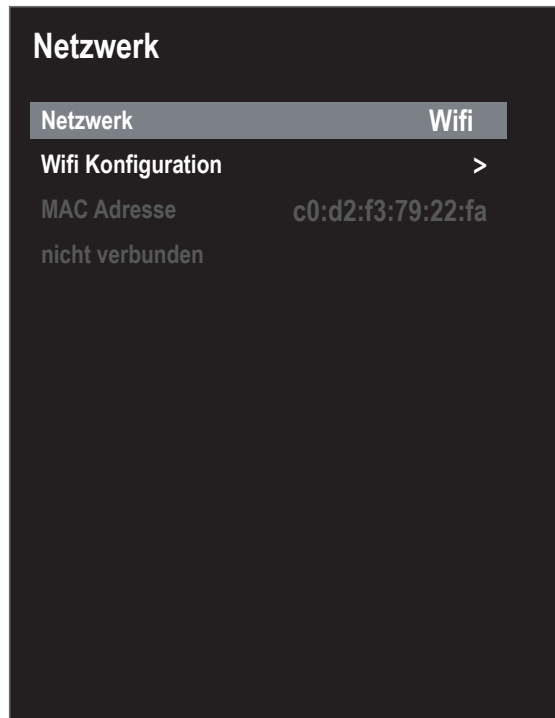 Netzwerk
Netzwerk Wifi
Wifi Konfiguration >
MAC Adresse c0:d2:f3:79:22:fa
nicht verbunden